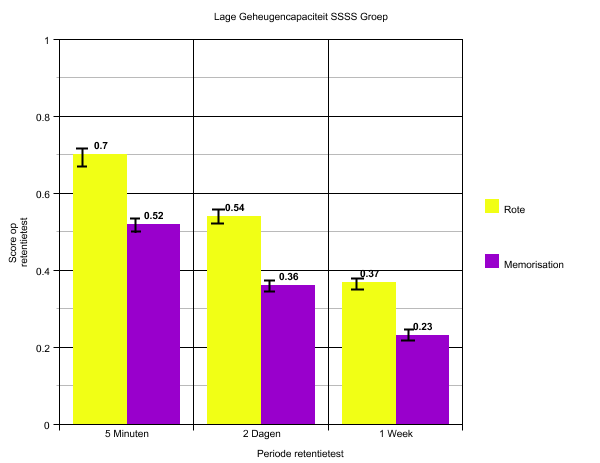 Lage Geheugencapaciteit SSSS Groep
1
0.8
0.6
0.4
0.2
0
Score op
retentietest
0.7
0.52
0.54
0.36
0.37
0.23
5 Minuten
2 Dagen
1 Week
Periode retentietest
Rote
Memorisation